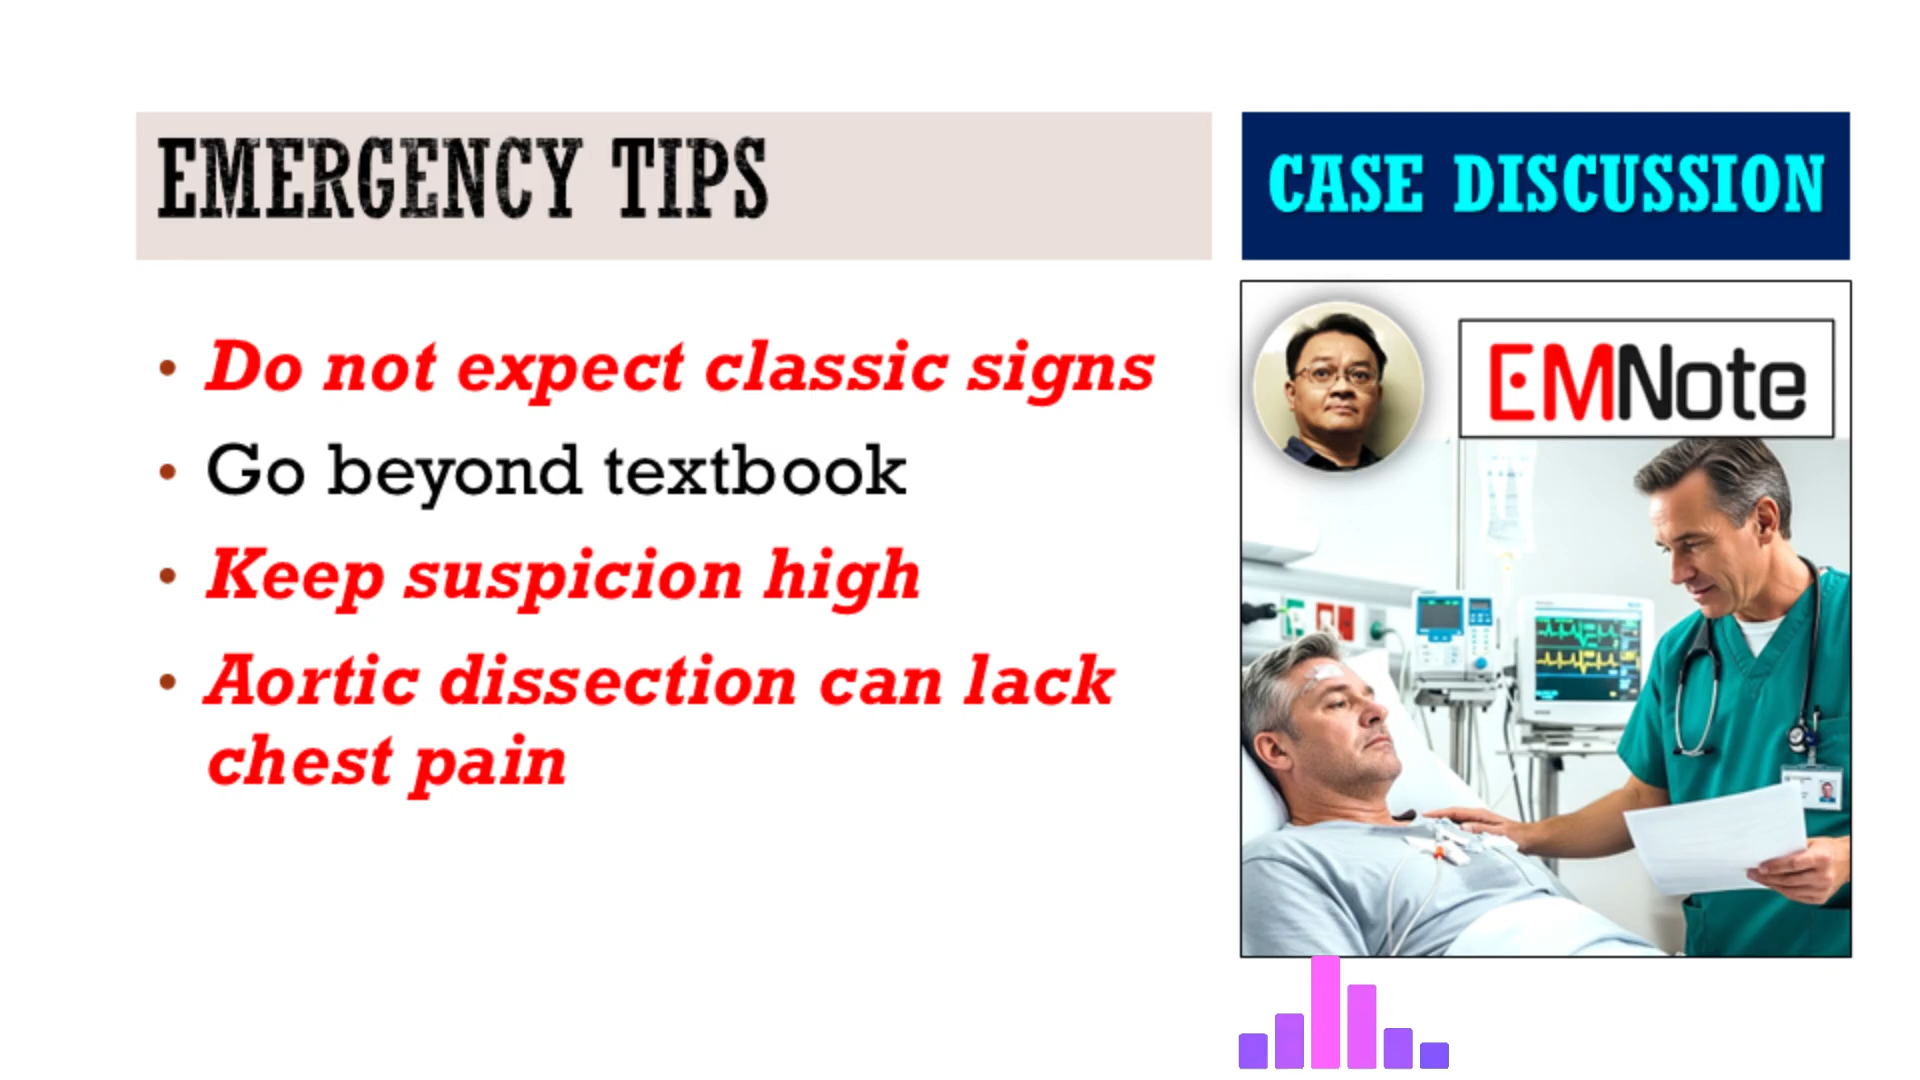 EMERGENCY TIPS
CASE DISCUSSION
• Do not expect classic signs
• Go beyond textbook
• Keep suspicion high
• Aortic dissection can lack
chest pain
EMNote